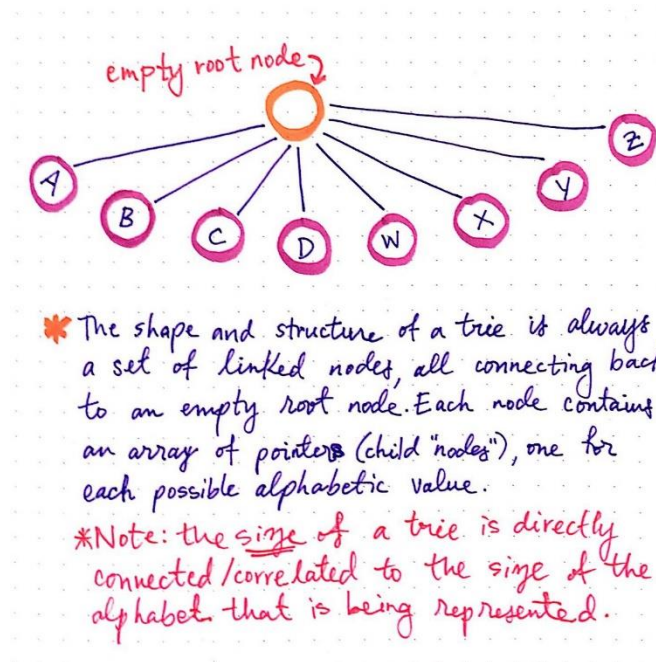 empty root node
A
B
C
D
W
X
Y
Z
* The shape and structure of a trie is always
a set of linked nodes, all connecting back
to an empty root node. Each node contains
an array of pointers (child "nodes"), one for
each possible alphabetic value.
*Note: the size of a trie is directly
connected/correlated to the size of the
alphabet that is being represented.